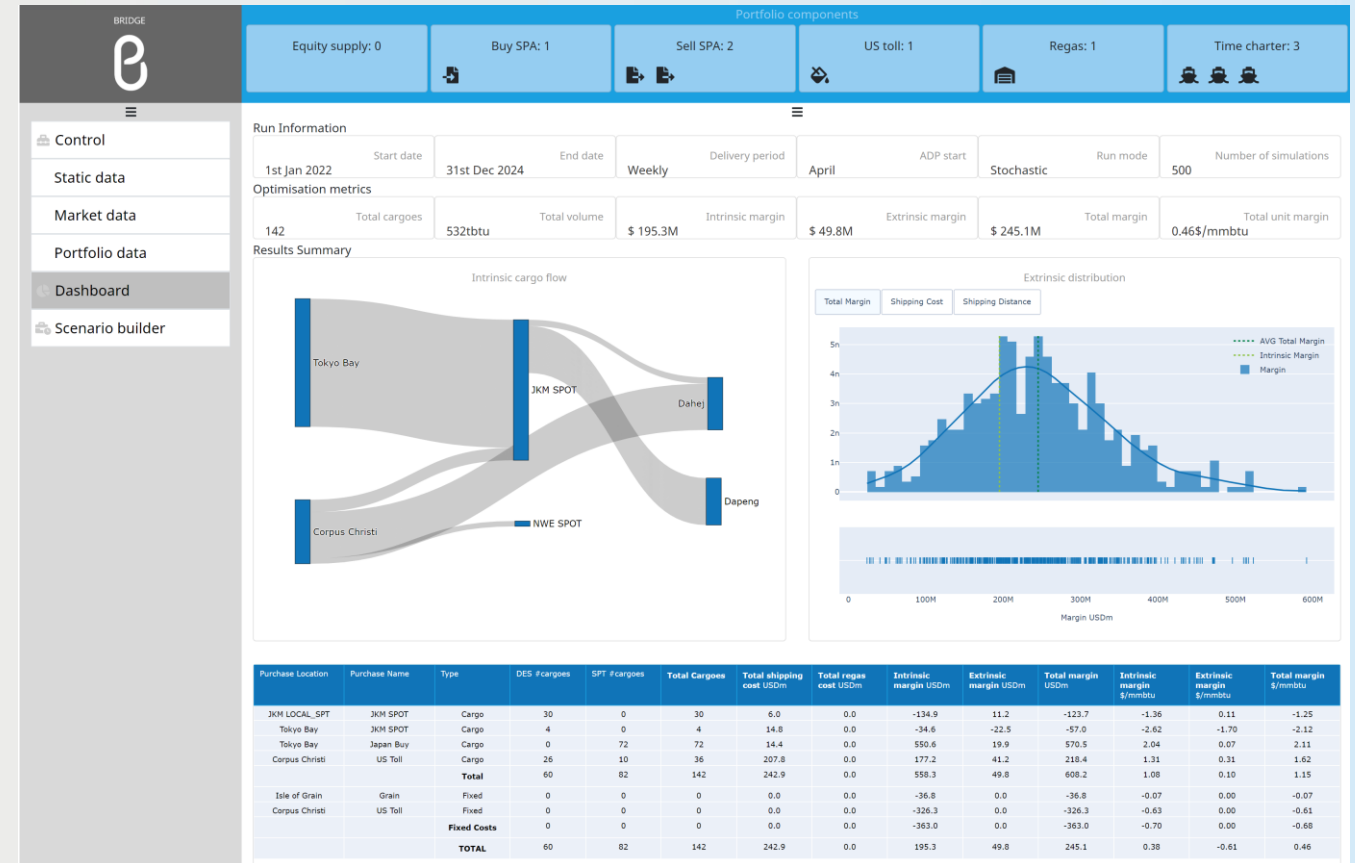 BRIDGE
Portfolio components
Equity supply: 0
Buy SPA: 1
Sell SPA: 2
US toll: 1
Regas: 1
Time charter: 3
Control
Static data
Market data
Portfolio data
Dashboard
Scenario builder
Run Information
Start date
1st Jan 2022
End date
31st Dec 2024
Delivery period
Weekly
ADP start
April
Run mode
Stochastic
Number of simulations
500
Optimisation metrics
Total cargoes
142
Total volume
532tbtu
Intrinsic margin
$ 195.3M
Extrinsic margin
$ 49.8M
Total margin
$ 245.1M
Total unit margin
0.46$/mmbtu
Results Summary
Intrinsic cargo flow
Tokyo Bay
JKM SPOT
Dahej
Dapeng
NWE SPOT
Corpus Christi
Extrinsic distribution
Total Margin Shipping Cost Shipping Distance
AVG Total Margin
Intrinsic Margin
Margin
5n
4n
3n
2n
1n
0
0 100M 200M 300M 400M 500M 600M
Margin USDm
Purchase Location Purchase Name Type DES #cargoes SPT #cargoes Total Cargoes Total shipping cost USDm Total regas cost USDm Intrinsic margin USDm Extrinsic margin USDm Total margin USDm Intrinsic margin $/mmbtu Extrinsic margin $/mmbtu Total margin $/mmbtu
JKM LOCAL_SPT JKM SPOT Cargo 30 0 30 6.0 0.0 -134.9 11.2 -123.7 -1.36 0.11 -1.25
Tokyo Bay JKM SPOT Cargo 4 0 4 14.8 0.0 -34.6 -22.5 -57.0 -2.62 -1.70 -2.12
Tokyo Bay Japan Buy Cargo 0 72 72 14.4 0.0 550.6 19.9 570.5 2.04 0.07 2.11
Corpus Christi US Toll Cargo 26 10 36 207.8 0.0 177.2 41.2 218.4 1.31 0.31 1.62
Total 60 82 142 242.9 0.0 558.3 49.8 608.2 1.08 0.10 1.15
Isle of Grain Grain Fixed 0 0 0 0.0 0.0 -36.8 0.0 -36.8 -0.07 0.00 -0.07
Corpus Christi US Toll Fixed 0 0 0 0.0 0.0 -326.3 0.0 -326.3 -0.63 0.00 -0.61
Fixed Costs 0 0 0 0.0 0.0 -363.0 0.0 -363.0 -0.70 0.00 -0.68
TOTAL 60 82 142 242.9 0.0 195.3 49.8 245.1 0.38 -0.61 0.46